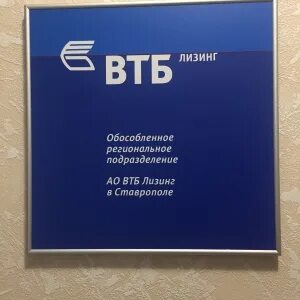 ВТБ ЛИЗИНГ
Обособленное
региональное
подразделение
АО ВТБ Лизинг
в Ставрополе